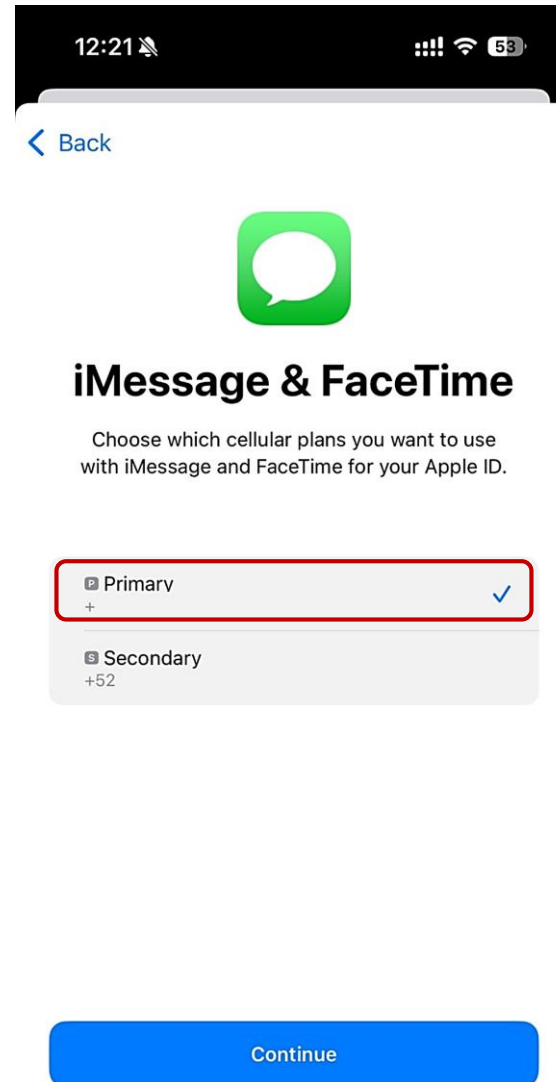 12:21
53
Back
iMessage & FaceTime
Choose which cellular plans you want to use
with iMessage and FaceTime for your Apple ID.
P Primary
+
S Secondary
+52
Continue